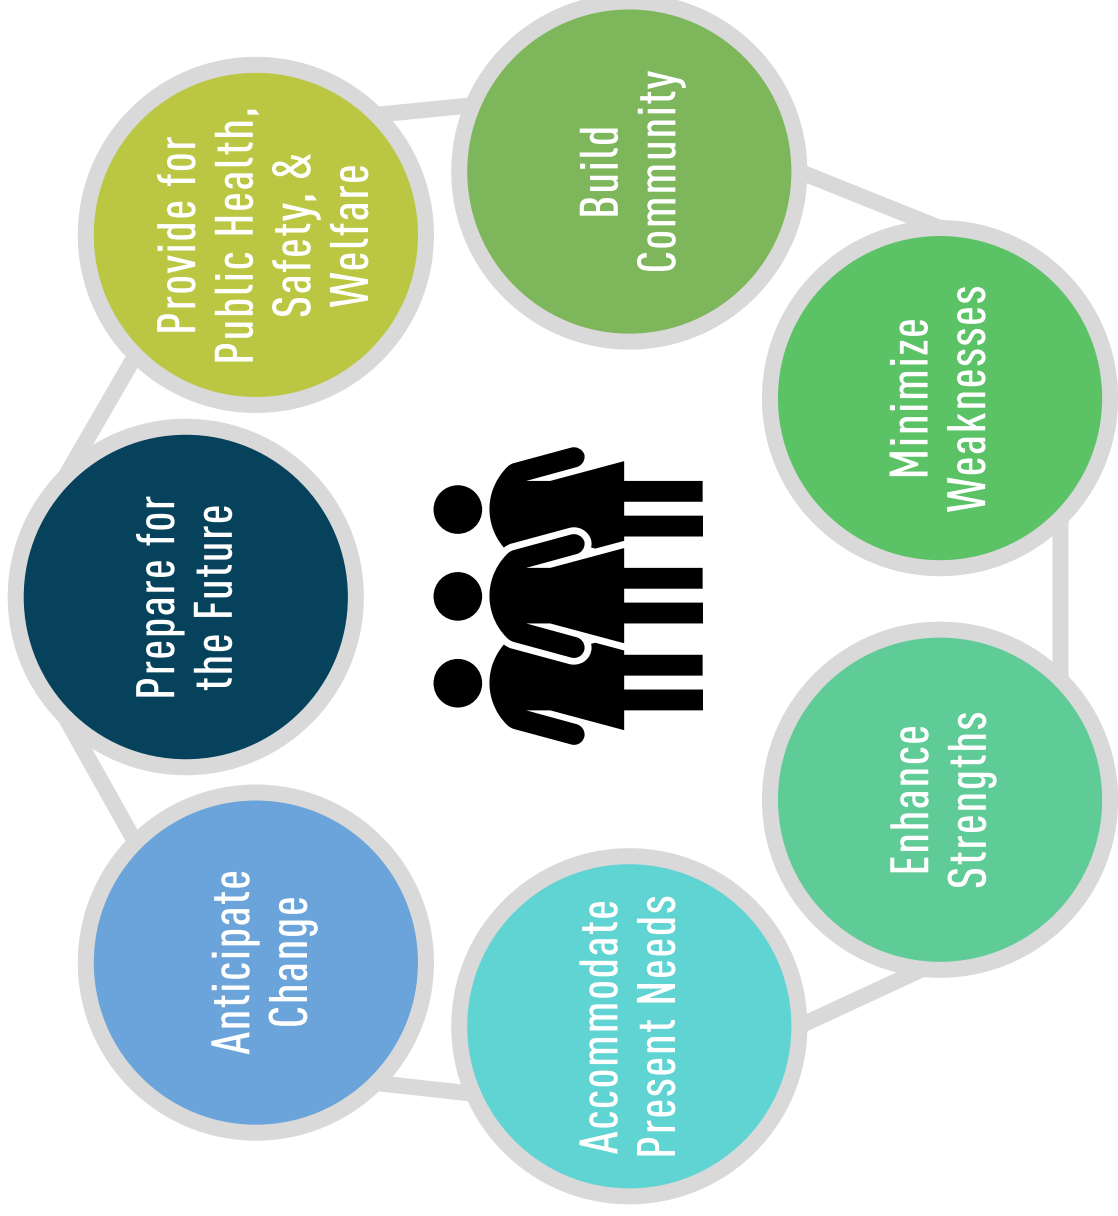 Prepare for
the Future
Provide for
Public Health,
Safety, &
Welfare
Build
Community
Minimize
Weaknesses
Enhance
Strengths
Accommodate
Present Needs
Anticipate
Change